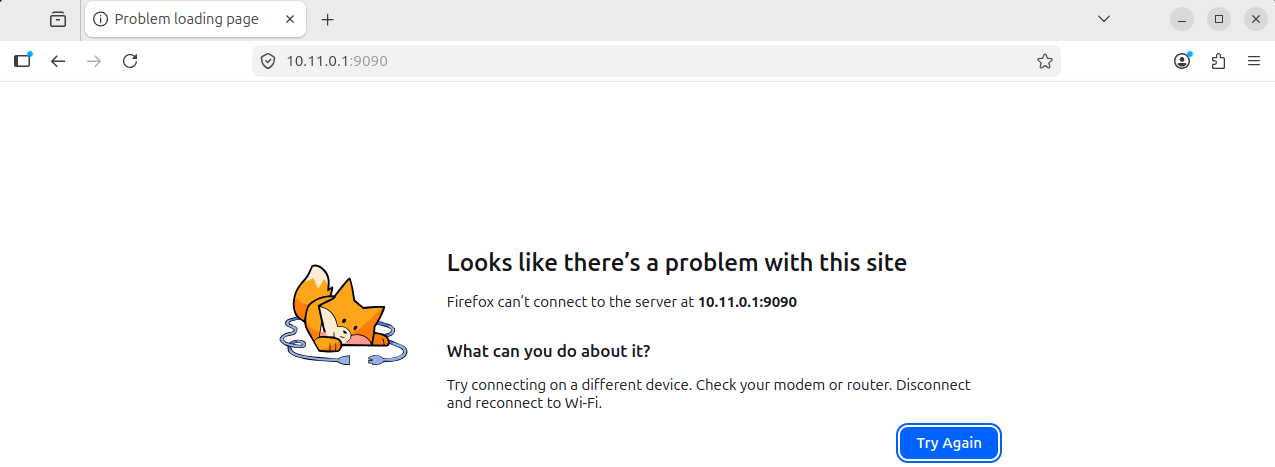 Problem loading page
10.11.0.1:9090
Looks like there’s a problem with this site
Firefox can’t connect to the server at 10.11.0.1:9090
What can you do about it?
Try connecting on a different device. Check your modem or router. Disconnect
and reconnect to Wi-Fi.
Try Again